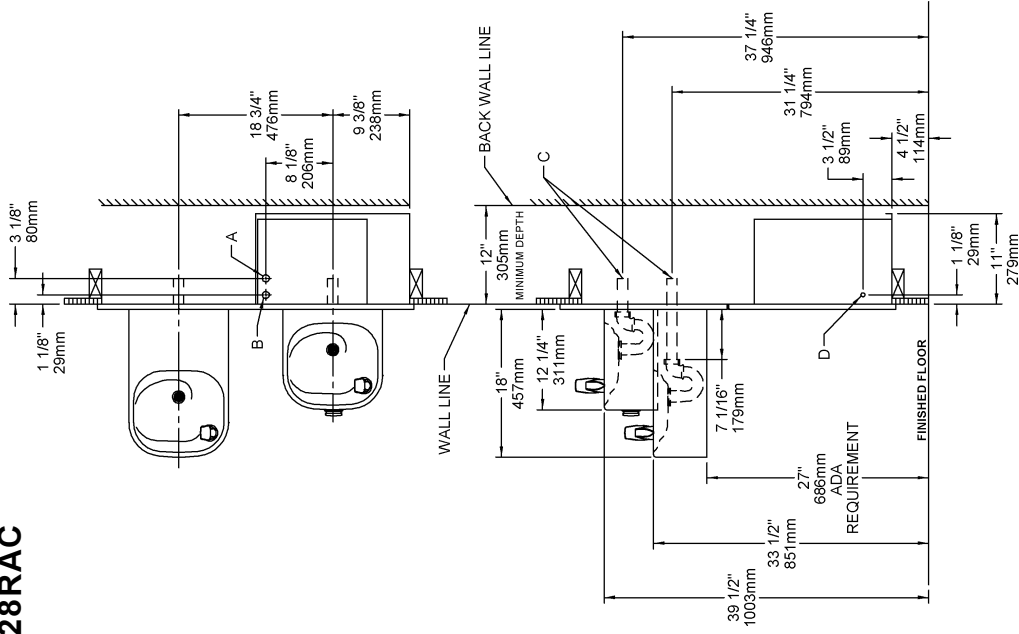 28RAC
3 1/8"
80mm
1 1/8"
29mm
18 3/4"
476mm
8 1/8"
206mm
9 3/8"
238mm
A
B
WALL LINE
BACK WALL LINE
12"
305mm
MINIMUM DEPTH
C
18"
457mm
12 1/4"
311mm
7 1/16"
179mm
37 1/4"
946mm
31 1/4"
794mm
3 1/2"
89mm
4 1/2"
114mm
1 1/8"
29mm
11"
279mm
D
FINISHED FLOOR
27"
686mm
ADA
REQUIREMENT
33 1/2"
851mm
39 1/2"
1003mm